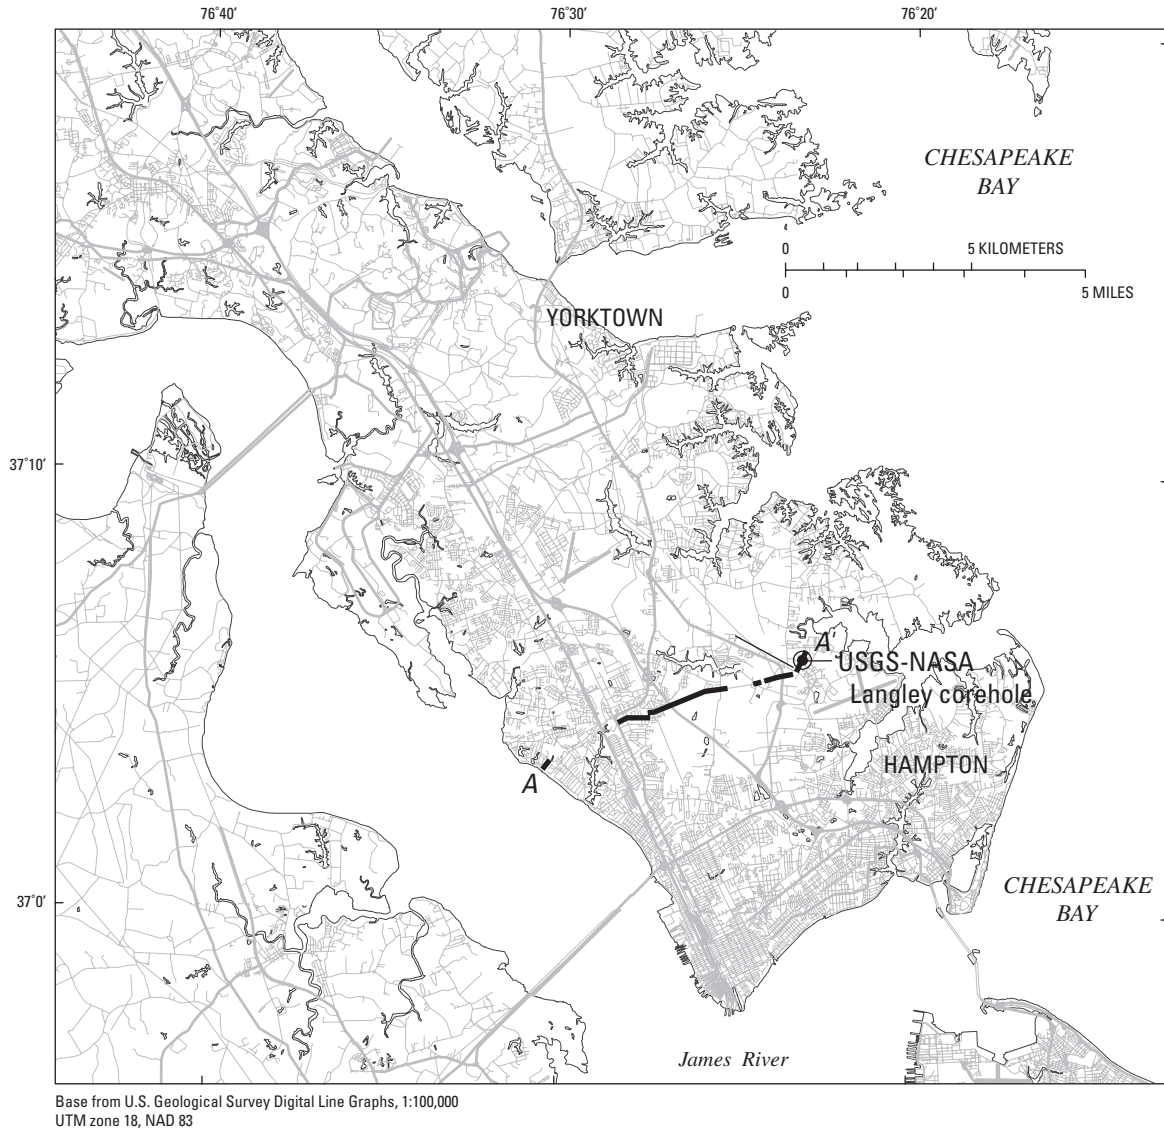 76˚40′
76˚30′
76˚20′
CHESAPEAKE
BAY
0
5 KILOMETERS
0
5 MILES
YORKTOWN
37˚10′
A′
USGS-NASA
Langley corehole
HAMPTON
A
37˚0′
CHESAPEAKE
BAY
James River
Base from U.S. Geological Survey Digital Line Graphs, 1:100,000
UTM zone 18, NAD 83